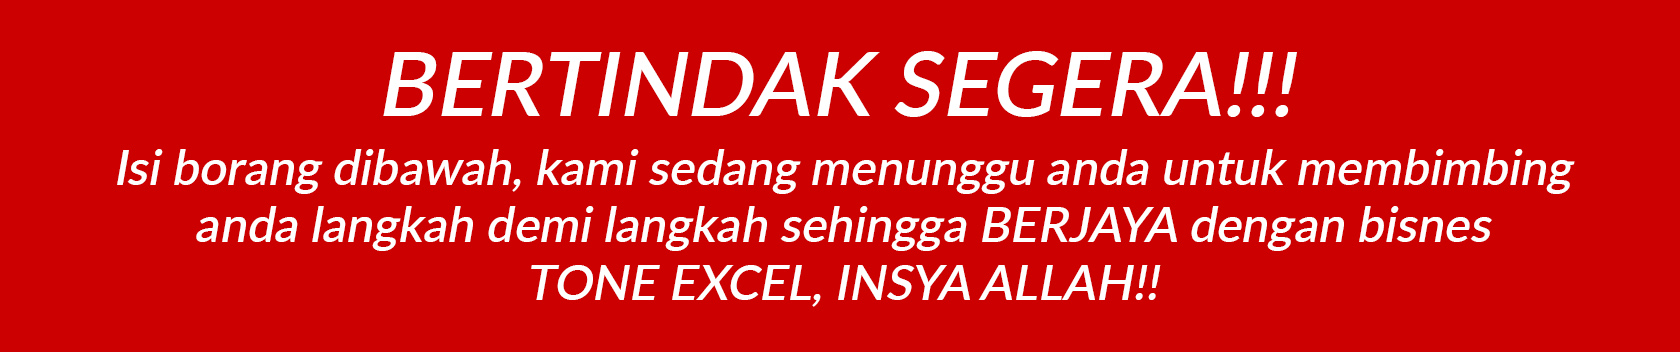 BERTINDAK SEGERA!!!
Isi borang dibawah, kami sedang menunggu anda untuk membimbing
anda langkah demi langkah sehingga BERJAYA dengan bisnes
TONE EXCEL, INSYA ALLAH!!